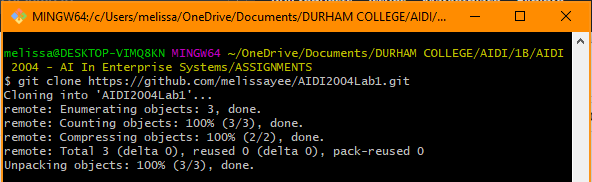 MINGW64:/c/Users/melissa/OneDrive/Documents/DURHAM COLLEGE/AIDI/...
melissa@DESKTOP-VIMQ8KN MINGW64 ~/OneDrive/Documents/DURHAM COLLEGE/AIDI/1B/AIDI
2004 - AI In Enterprise Systems/ASSIGNMENTS
$ git clone https://github.com/melissayee/AIDI2004Lab1.git
Cloning into 'AIDI2004Lab1'...
remote: Enumerating objects: 3, done.
remote: Counting objects: 100% (3/3), done.
remote: Compressing objects: 100% (2/2), done.
remote: Total 3 (delta 0), reused 0 (delta 0), pack-reused 0
Unpacking objects: 100% (3/3), done.